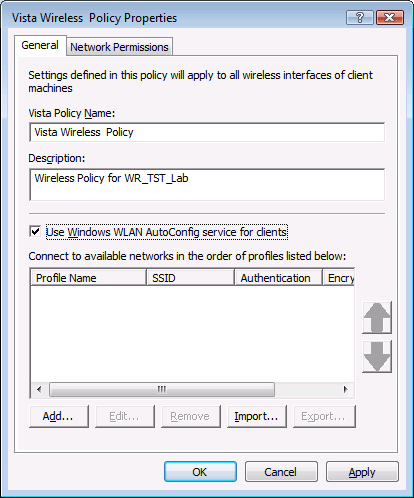 Vista Wireless  Policy Properties
General
Network Permissions
Settings defined in this policy will apply to all wireless interfaces of client
machines
Vista Policy Name:
Vista Wireless  Policy
Description:
Wireless Policy for WR_TST_Lab
Use Windows WLAN AutoConfig service for clients
Connect to available networks in the order of profiles listed below:
Profile Name SSID Authentication Encry
Add... Edit... Remove Import... Export...
OK Cancel Apply